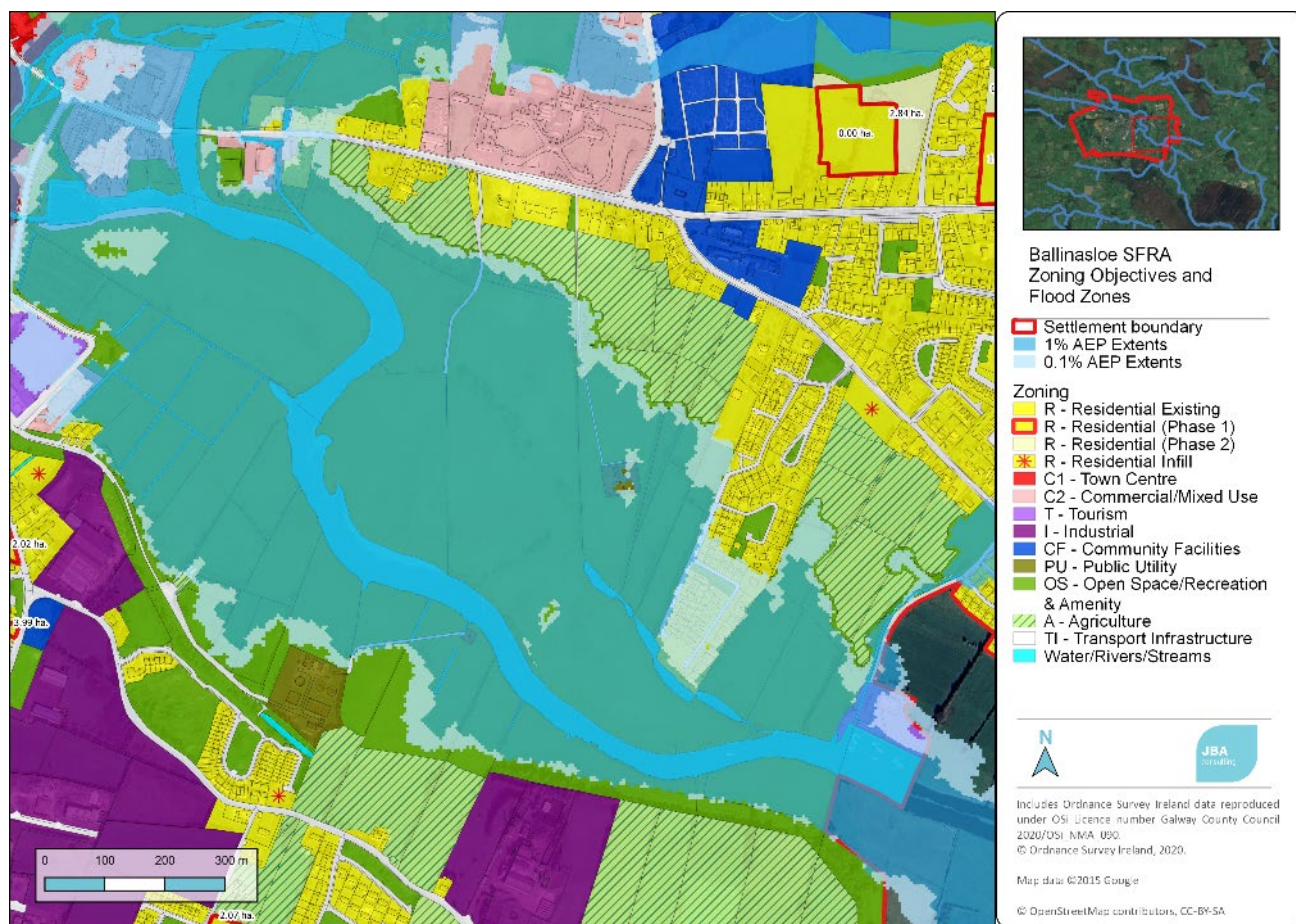 2.84 ha.
0.00 ha.
2.02 ha.
3.99 ha.
2.07 ha.
0 100 200 300 m
Ballinasloe SFRA
Zoning Objectives and
Flood Zones
Settlement boundary
1% AEP Extents
0.1% AEP Extents
Zoning
R - Residential Existing
R - Residential (Phase 1)
R - Residential (Phase 2)
R - Residential Infill
C1 - Town Centre
C2 - Commercial/Mixed Use
T - Tourism
I - Industrial
CF - Community Facilities
PU - Public Utility
OS - Open Space/Recreation
& Amenity
A - Agriculture
TI - Transport Infrastructure
Water/Rivers/Streams
N
JBA
consulting
Includes Ordnance Survey Ireland data reproduced
under OSi Licence number Galway County Council
2020/OSi NMA 090.
© Ordnance Survey Ireland, 2020.
Map data ©2015 Google
© OpenStreetMap contributors, CC-BY-SA